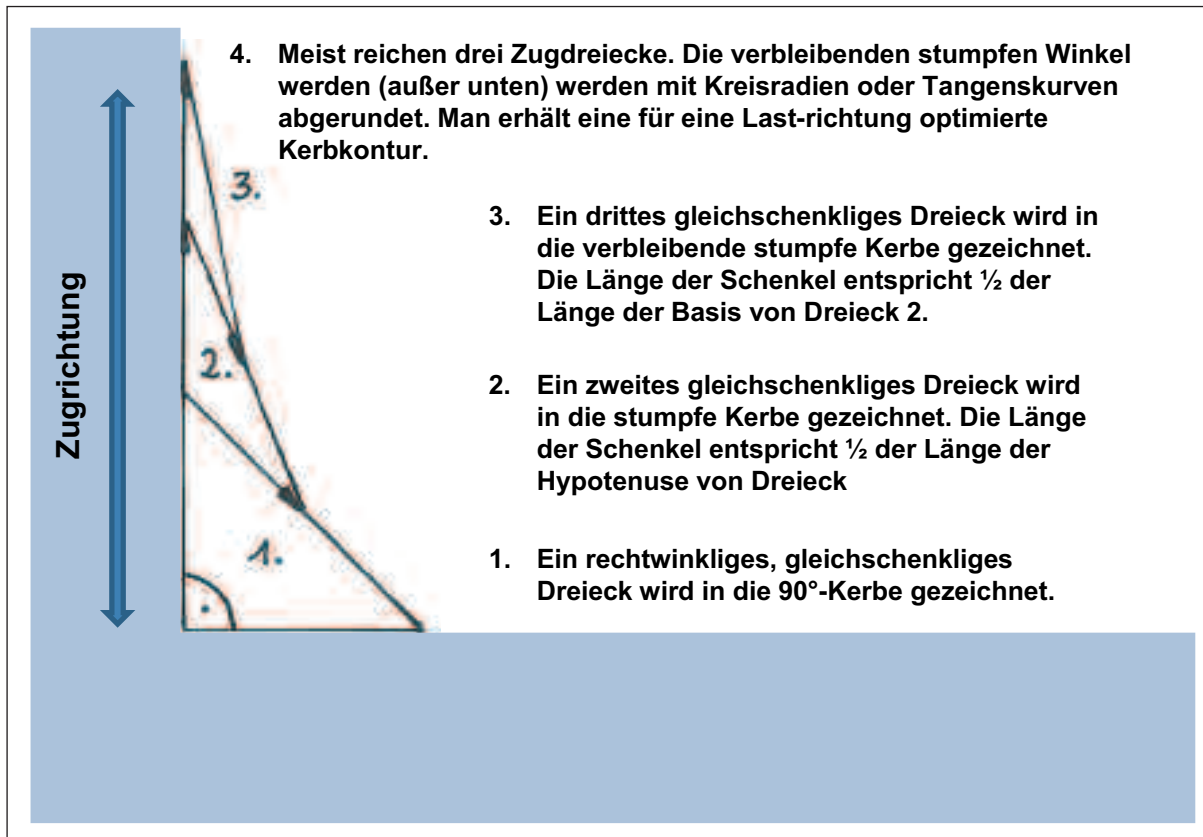 4. Meist reichen drei Zugdreiecke. Die verbleibenden stumpfen Winkel
werden (außer unten) werden mit Kreisradien oder Tangenskurven
abgerundet. Man erhält eine für eine Last-richtung optimierte
Kerbkontur.
3.
3. Ein drittes gleichschenkliges Dreieck wird in
die verbleibende stumpfe Kerbe gezeichnet.
Die Länge der Schenkel entspricht ½ der
Länge der Basis von Dreieck 2.
Zugrichtung
2.
2. Ein zweites gleichschenkliges Dreieck wird
in die stumpfe Kerbe gezeichnet. Die Länge
der Schenkel entspricht ½ der Länge der
Hypotenuse von Dreieck
1.
1. Ein rechtwinkliges, gleichschenkliges
Dreieck wird in die 90°-Kerbe gezeichnet.